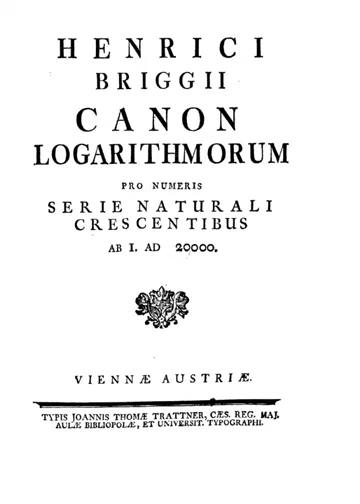 HENRICI
BRIGGII
CANON
LOGARITHMORUM
PRO NUMERIS
SERIE NATURALI
CRESCENTIBUS
AB I. AD 20000.
VIENNÆ AUSTRIÆ.
TYPIS JOANNIS THOMÆ TRATTNER, CÆS. REG. MAJ.
AULÆ BIBLIOPOLÆ, ET UNIVERSIT. TYPOGRAPHI.